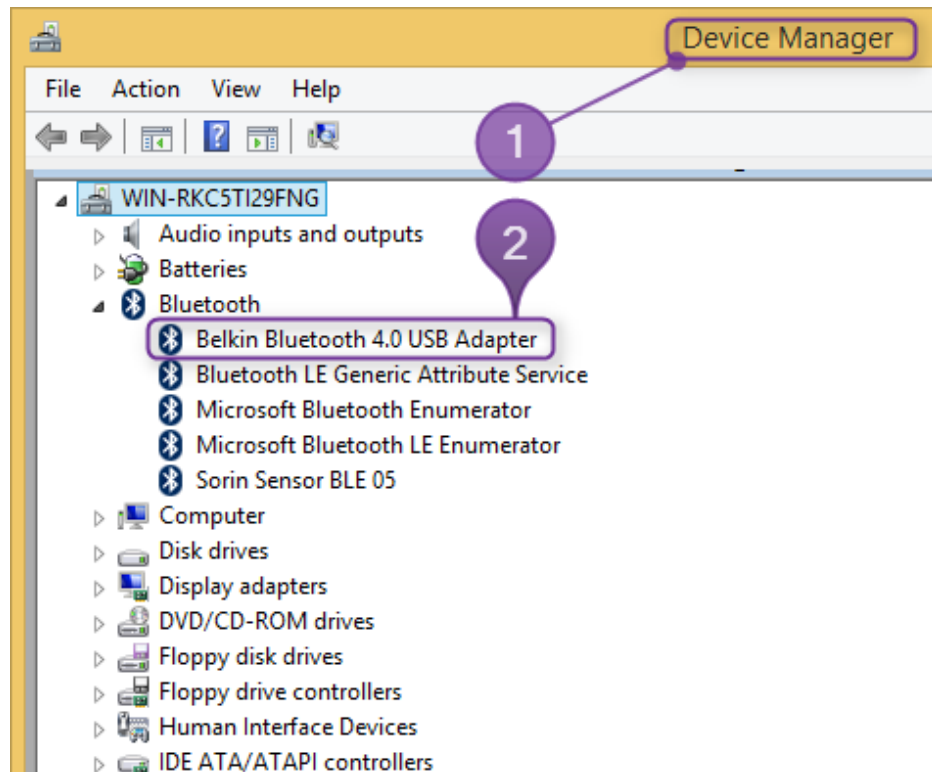 Device Manager
File Action View Help
1
WIN-RKC5TI29FNG
Audio inputs and outputs
2
Batteries
Bluetooth
Belkin Bluetooth 4.0 USB Adapter
Bluetooth LE Generic Attribute Service
Microsoft Bluetooth Enumerator
Microsoft Bluetooth LE Enumerator
Sorin Sensor BLE 05
Computer
Disk drives
Display adapters
DVD/CD-ROM drives
Floppy disk drives
Floppy drive controllers
Human Interface Devices
IDE ATA/ATAPI controllers